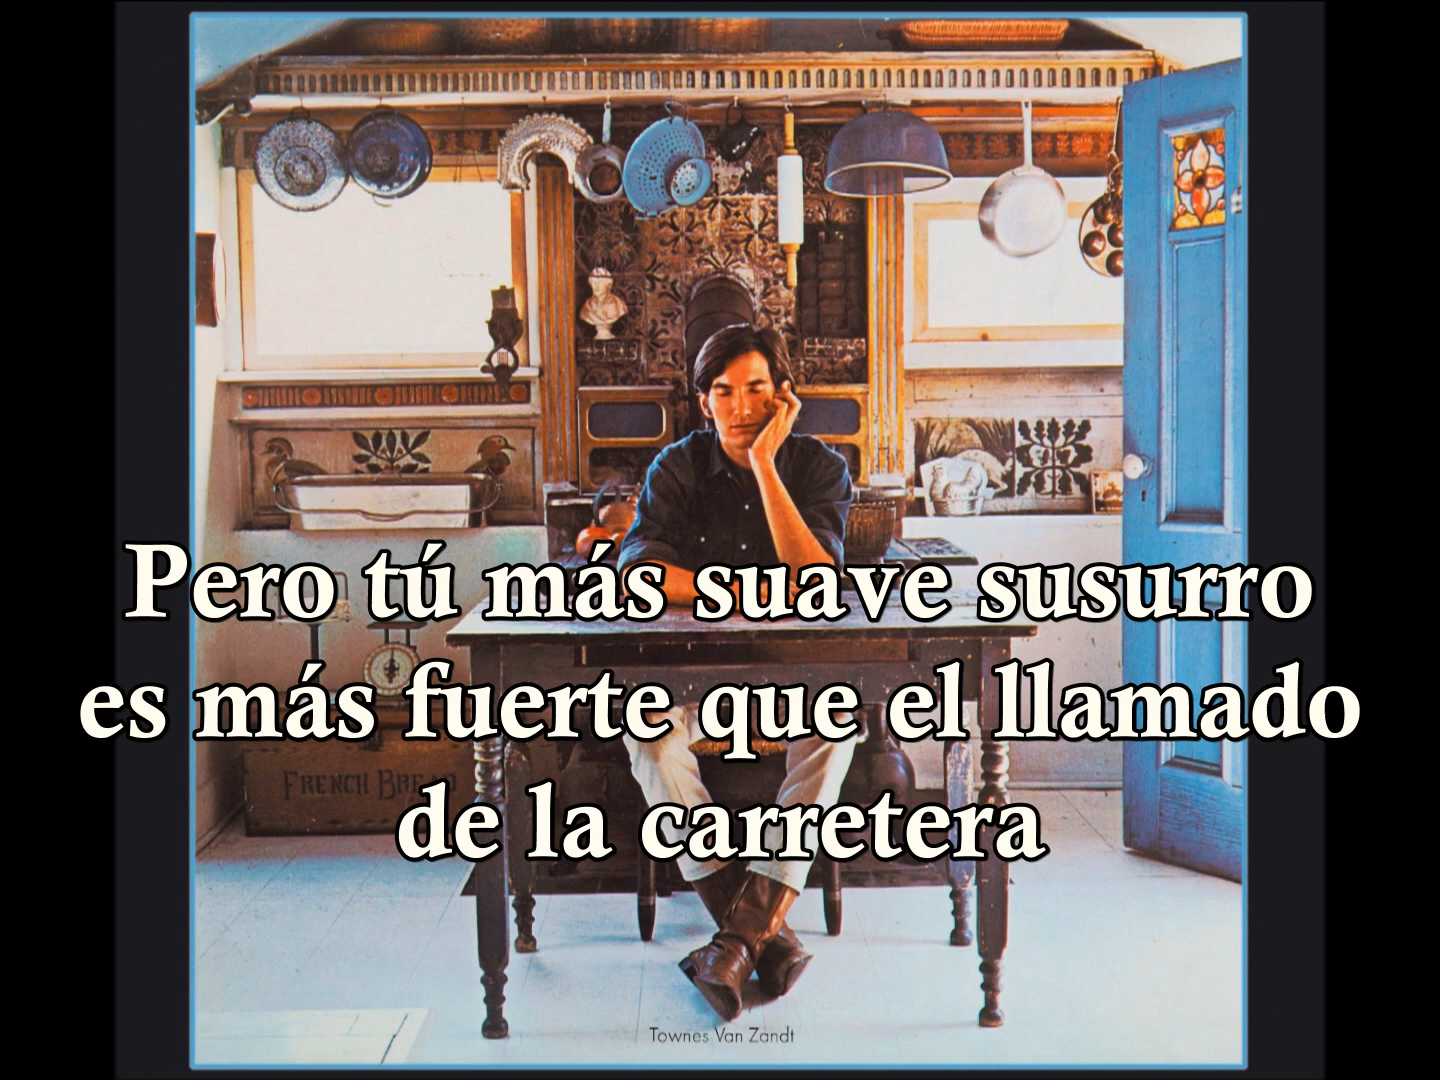 Pero tú más suave susurro
es más fuerte que el llamado
de la carretera
FRENCH BREAD
Townes Van Zandt